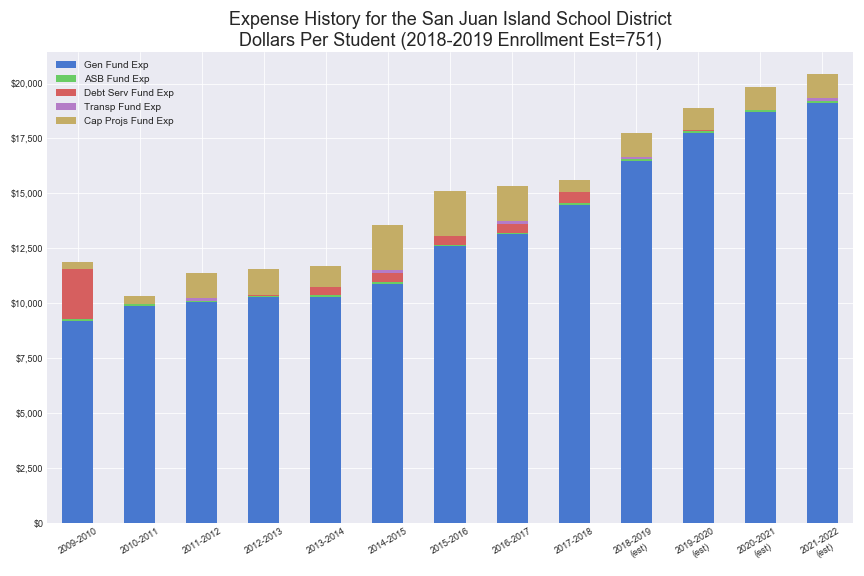 Expense History for the San Juan Island School District
Dollars Per Student (2018-2019 Enrollment Est=751)
Gen Fund Exp
ASB Fund Exp
Debt Serv Fund Exp
Transp Fund Exp
Cap Projs Fund Exp
$20,000
$17,500
$15,000
$12,500
$10,000
$7,500
$5,000
$2,500
$0
2009-2010
2010-2011
2011-2012
2012-2013
2013-2014
2014-2015
2015-2016
2016-2017
2017-2018
2018-2019
(est)
2019-2020
(est)
2020-2021
(est)
2021-2022
(est)